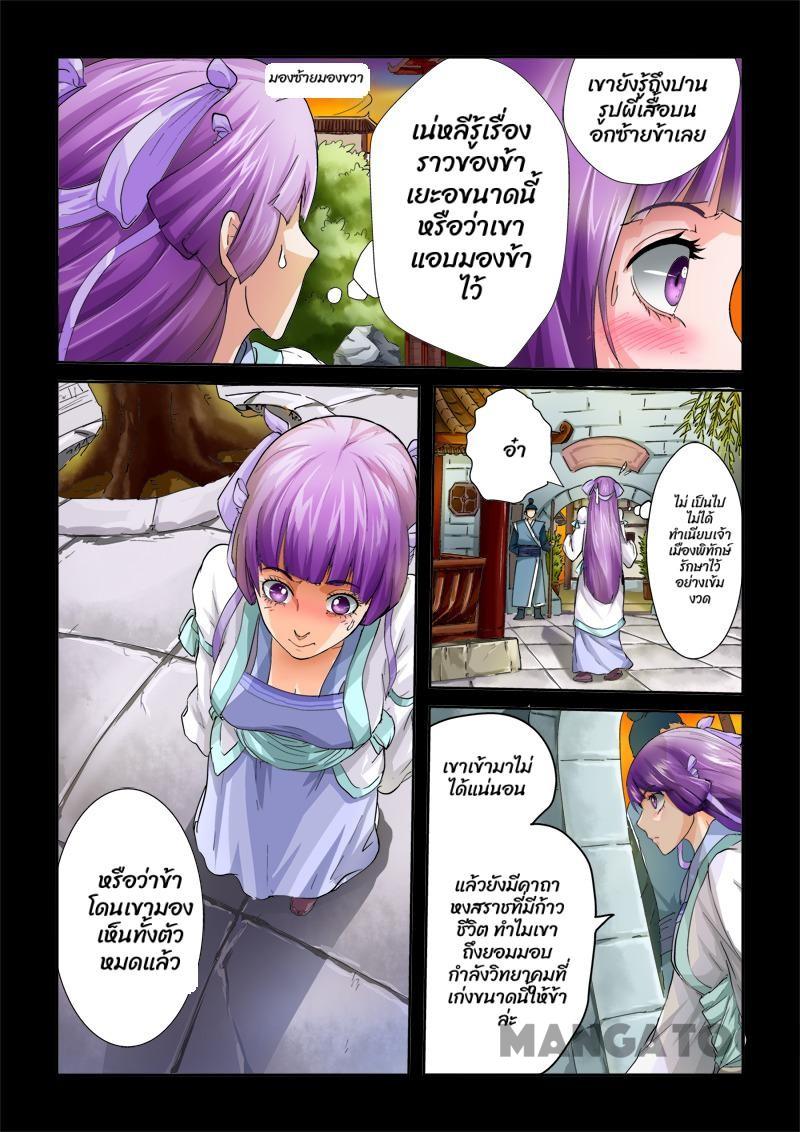 เขายังรู้ถึงปาน
รูปผีเสื้อบน
อกซ้ายข้าเลย
มองซ้ายมองขวา
เน่หลีรู้เรื่อง
ราวของข้า
เยะอขนาดนี้
หรือว่าเขา
แอบมองข้า
ไว้
อำ
ไม่ เป็นไป
ไม่ได้
ทำเนียบเจ้า
เมืองพิทักษ์
รักษาไว้
อย่างเข้ม
งวด
หรือว่าข้า
โดนเขามอง
เห็นทั้งตัว
หมดแล้ว
เขาเข้ามาไม่
ได้แน่นอน
แล้วยังมีคาถา
หงสราชที่มีก้าว
ชีวิต ทำไมเขา
ถึงยอมมอบ
กำลังวิทยาคมที่
เก่งขนาดนี้ให้ข้า
ล่ะ
MANGATO